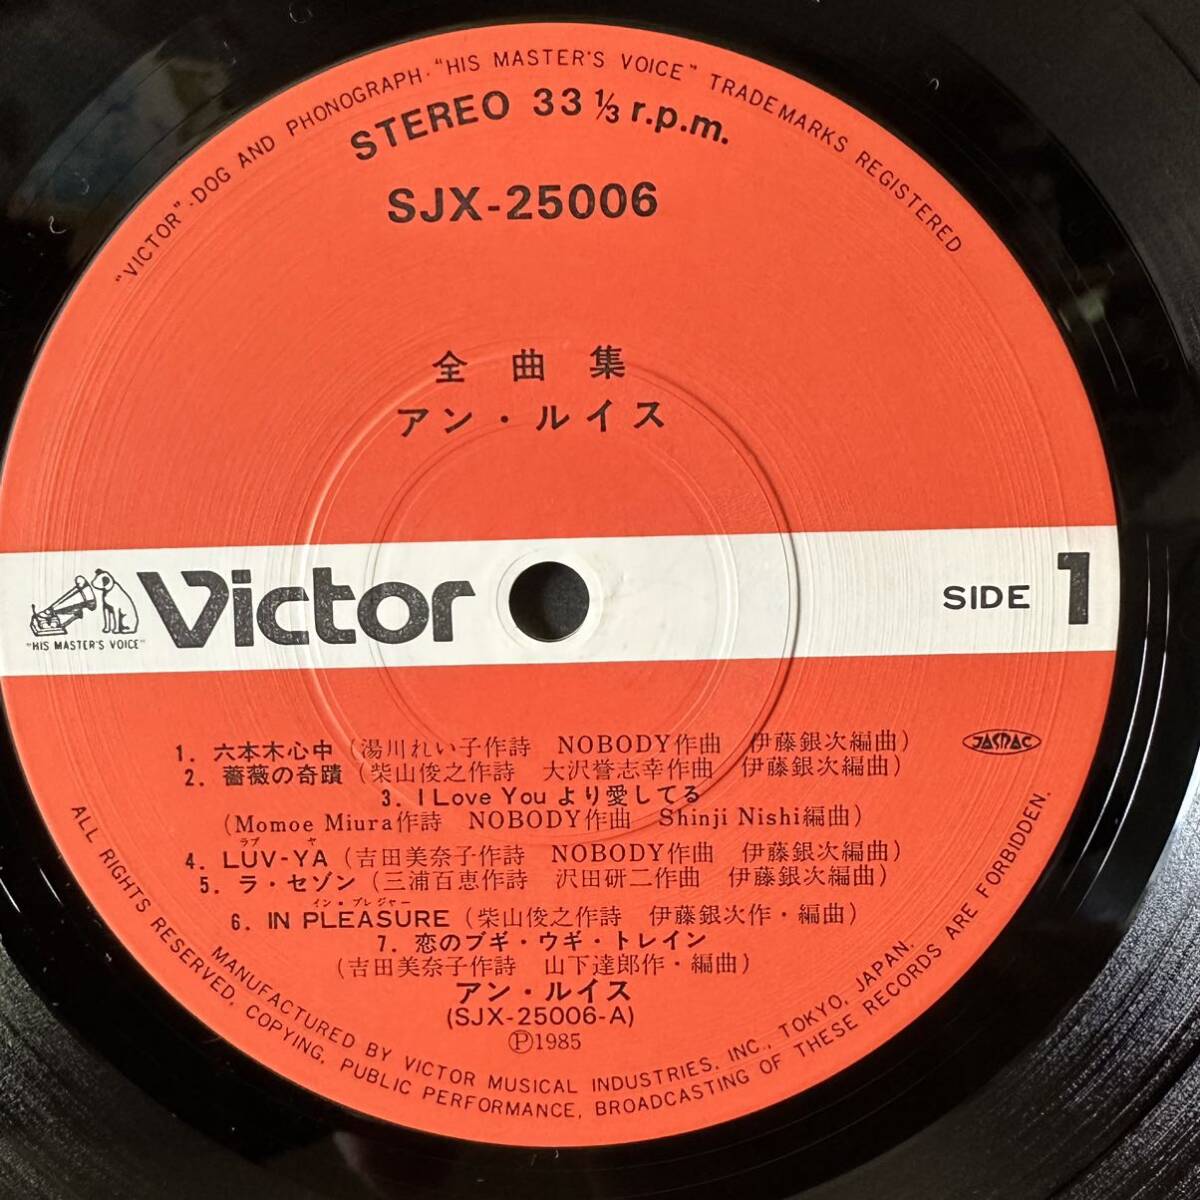 "VICTOR"-DOG AND PHONOGRAPH·"HIS MASTER'S VOICE" TRADEMARKS REGISTERED
STEREO 33 1/3 r.p.m.
SJX-25006
全曲集
アン・ルイス
"HIS MASTER'S VOICE"
Victor
SIDE 1
1. 六本木心中 (湯川れい子作詩 NOBODY作曲 伊藤銀次編曲)
JASRAC
2. 薔薇の奇蹟 (柴山俊之作詩 大沢誉志幸作曲 伊藤銀次編曲)
3. I Love You より愛してる
(Momoe Miura作詩 NOBODY作曲 Shinji Nishi編曲)
ラブ ヤ
4. LUV-YA (吉田美奈子作詩 NOBODY作曲 伊藤銀次編曲)
5. ラ・セゾン (三浦百恵作詩 沢田研二作曲 伊藤銀次編曲)
イン・プレジャー
6. IN PLEASURE (柴山俊之作詩 伊藤銀次作・編曲)
7. 恋のブギ・ウギ・トレイン
(吉田美奈子作詩 山下達郎作・編曲)
アン・ルイス
(SJX-25006-A)
Ⓟ1985
MANUFACTURED BY VICTOR MUSICAL INDUSTRIES, INC., TOKYO, JAPAN.
ALL RIGHTS RESERVED, COPYING, PUBLIC PERFORMANCE, BROADCASTING OF THESE RECORDS ARE FORBIDDEN.